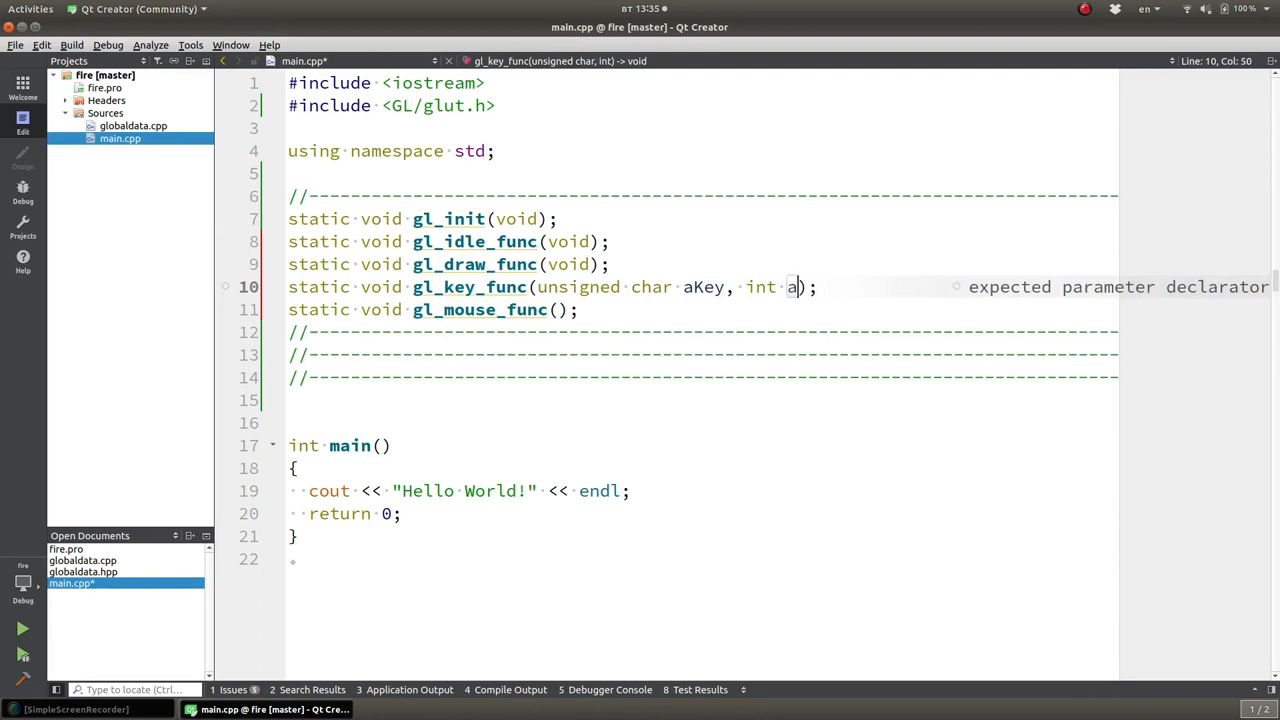 Activities Qt Creator (Community) вт 13:35 en 100 %
main.cpp @ fire [master] - Qt Creator
File Edit Build Debug Analyze Tools Window Help
Projects main.cpp* gl_key_func(unsigned char, int) -> void Line: 10, Col: 50
fire [master]
fire.pro
Headers
Sources
globaldata.cpp
main.cpp
Welcome
Edit
Design
Debug
Projects
Help
1 #include <iostream>
2 #include <GL/glut.h>
3
4 using namespace std;
5
6 //------------------------------------------------------------------------------
7 static void gl_init(void);
8 static void gl_idle_func(void);
9 static void gl_draw_func(void);
10 static void gl_key_func(unsigned char aKey, int a); expected parameter declarator
11 static void gl_mouse_func();
12 //------------------------------------------------------------------------------
13 //------------------------------------------------------------------------------
14 //------------------------------------------------------------------------------
15
16
17 int main()
18 {
19 cout << "Hello World!" << endl;
20 return 0;
21 }
22
Open Documents
fire.pro
globaldata.cpp
globaldata.hpp
main.cpp*
fire
Debug
Type to locate (Ctrl... 1 Issues 5 2 Search Results 3 Application Output 4 Compile Output 5 Debugger Console 8 Test Results
[SimpleScreenRecorder] main.cpp @ fire [master] - Qt Cre... 1 / 2